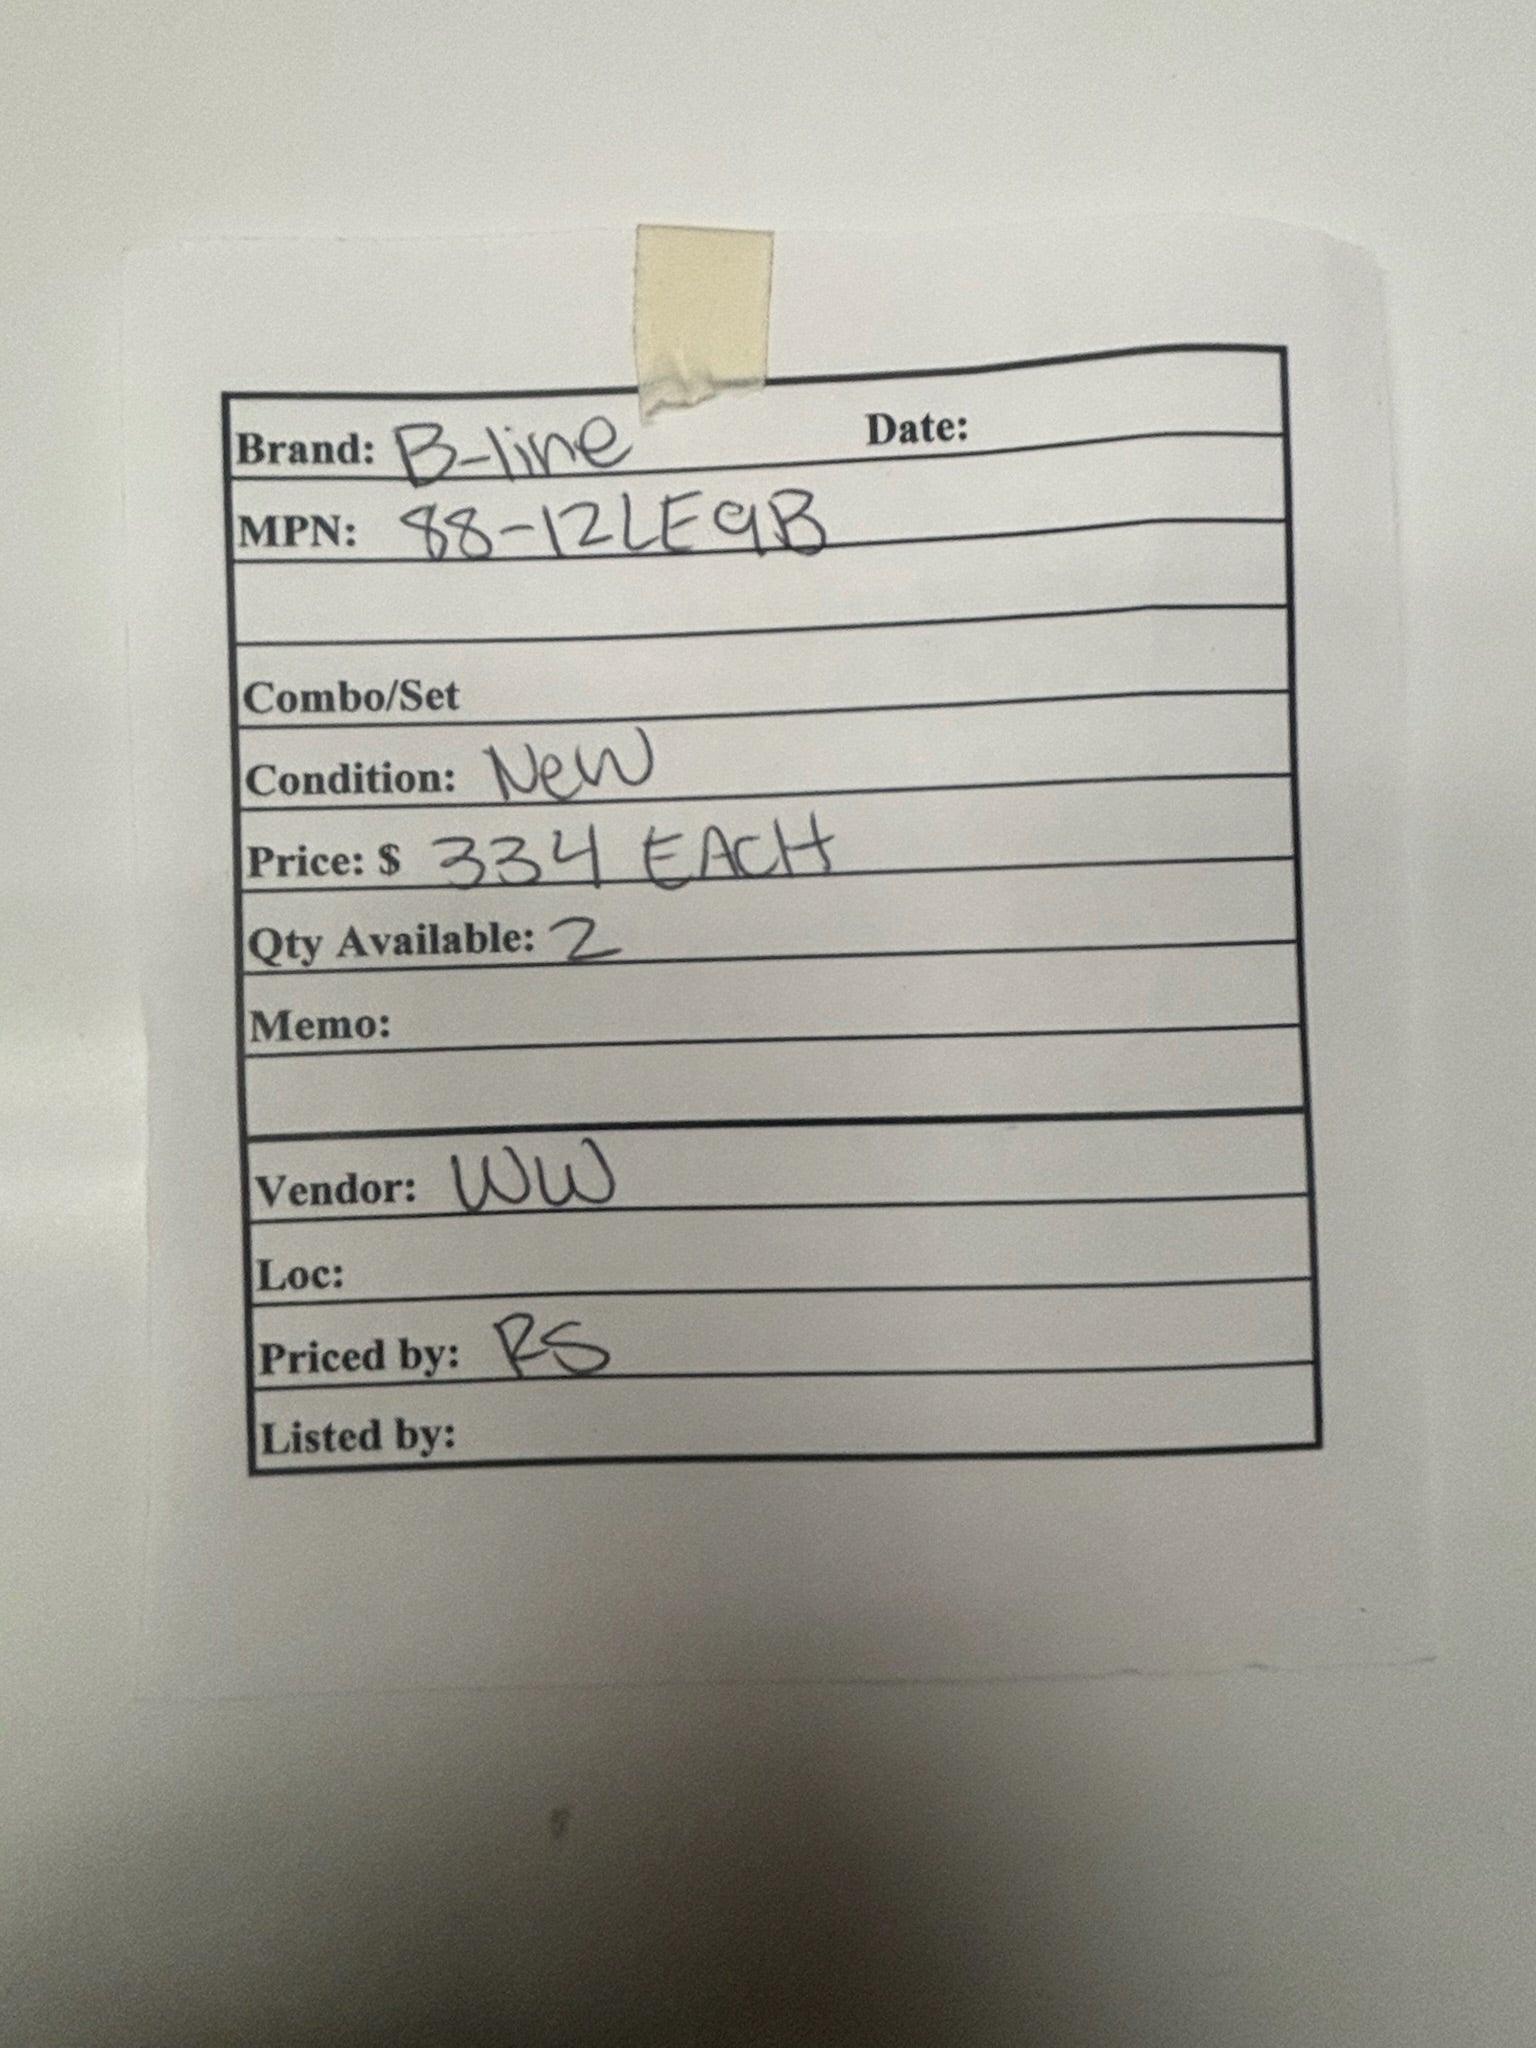 Brand: B-line Date:
MPN: 88-12LE9B
Combo/Set
Condition: New
Price: $ 334 EACH
Qty Available: 2
Memo:
Vendor: WW
Loc:
Priced by: RS
Listed by: